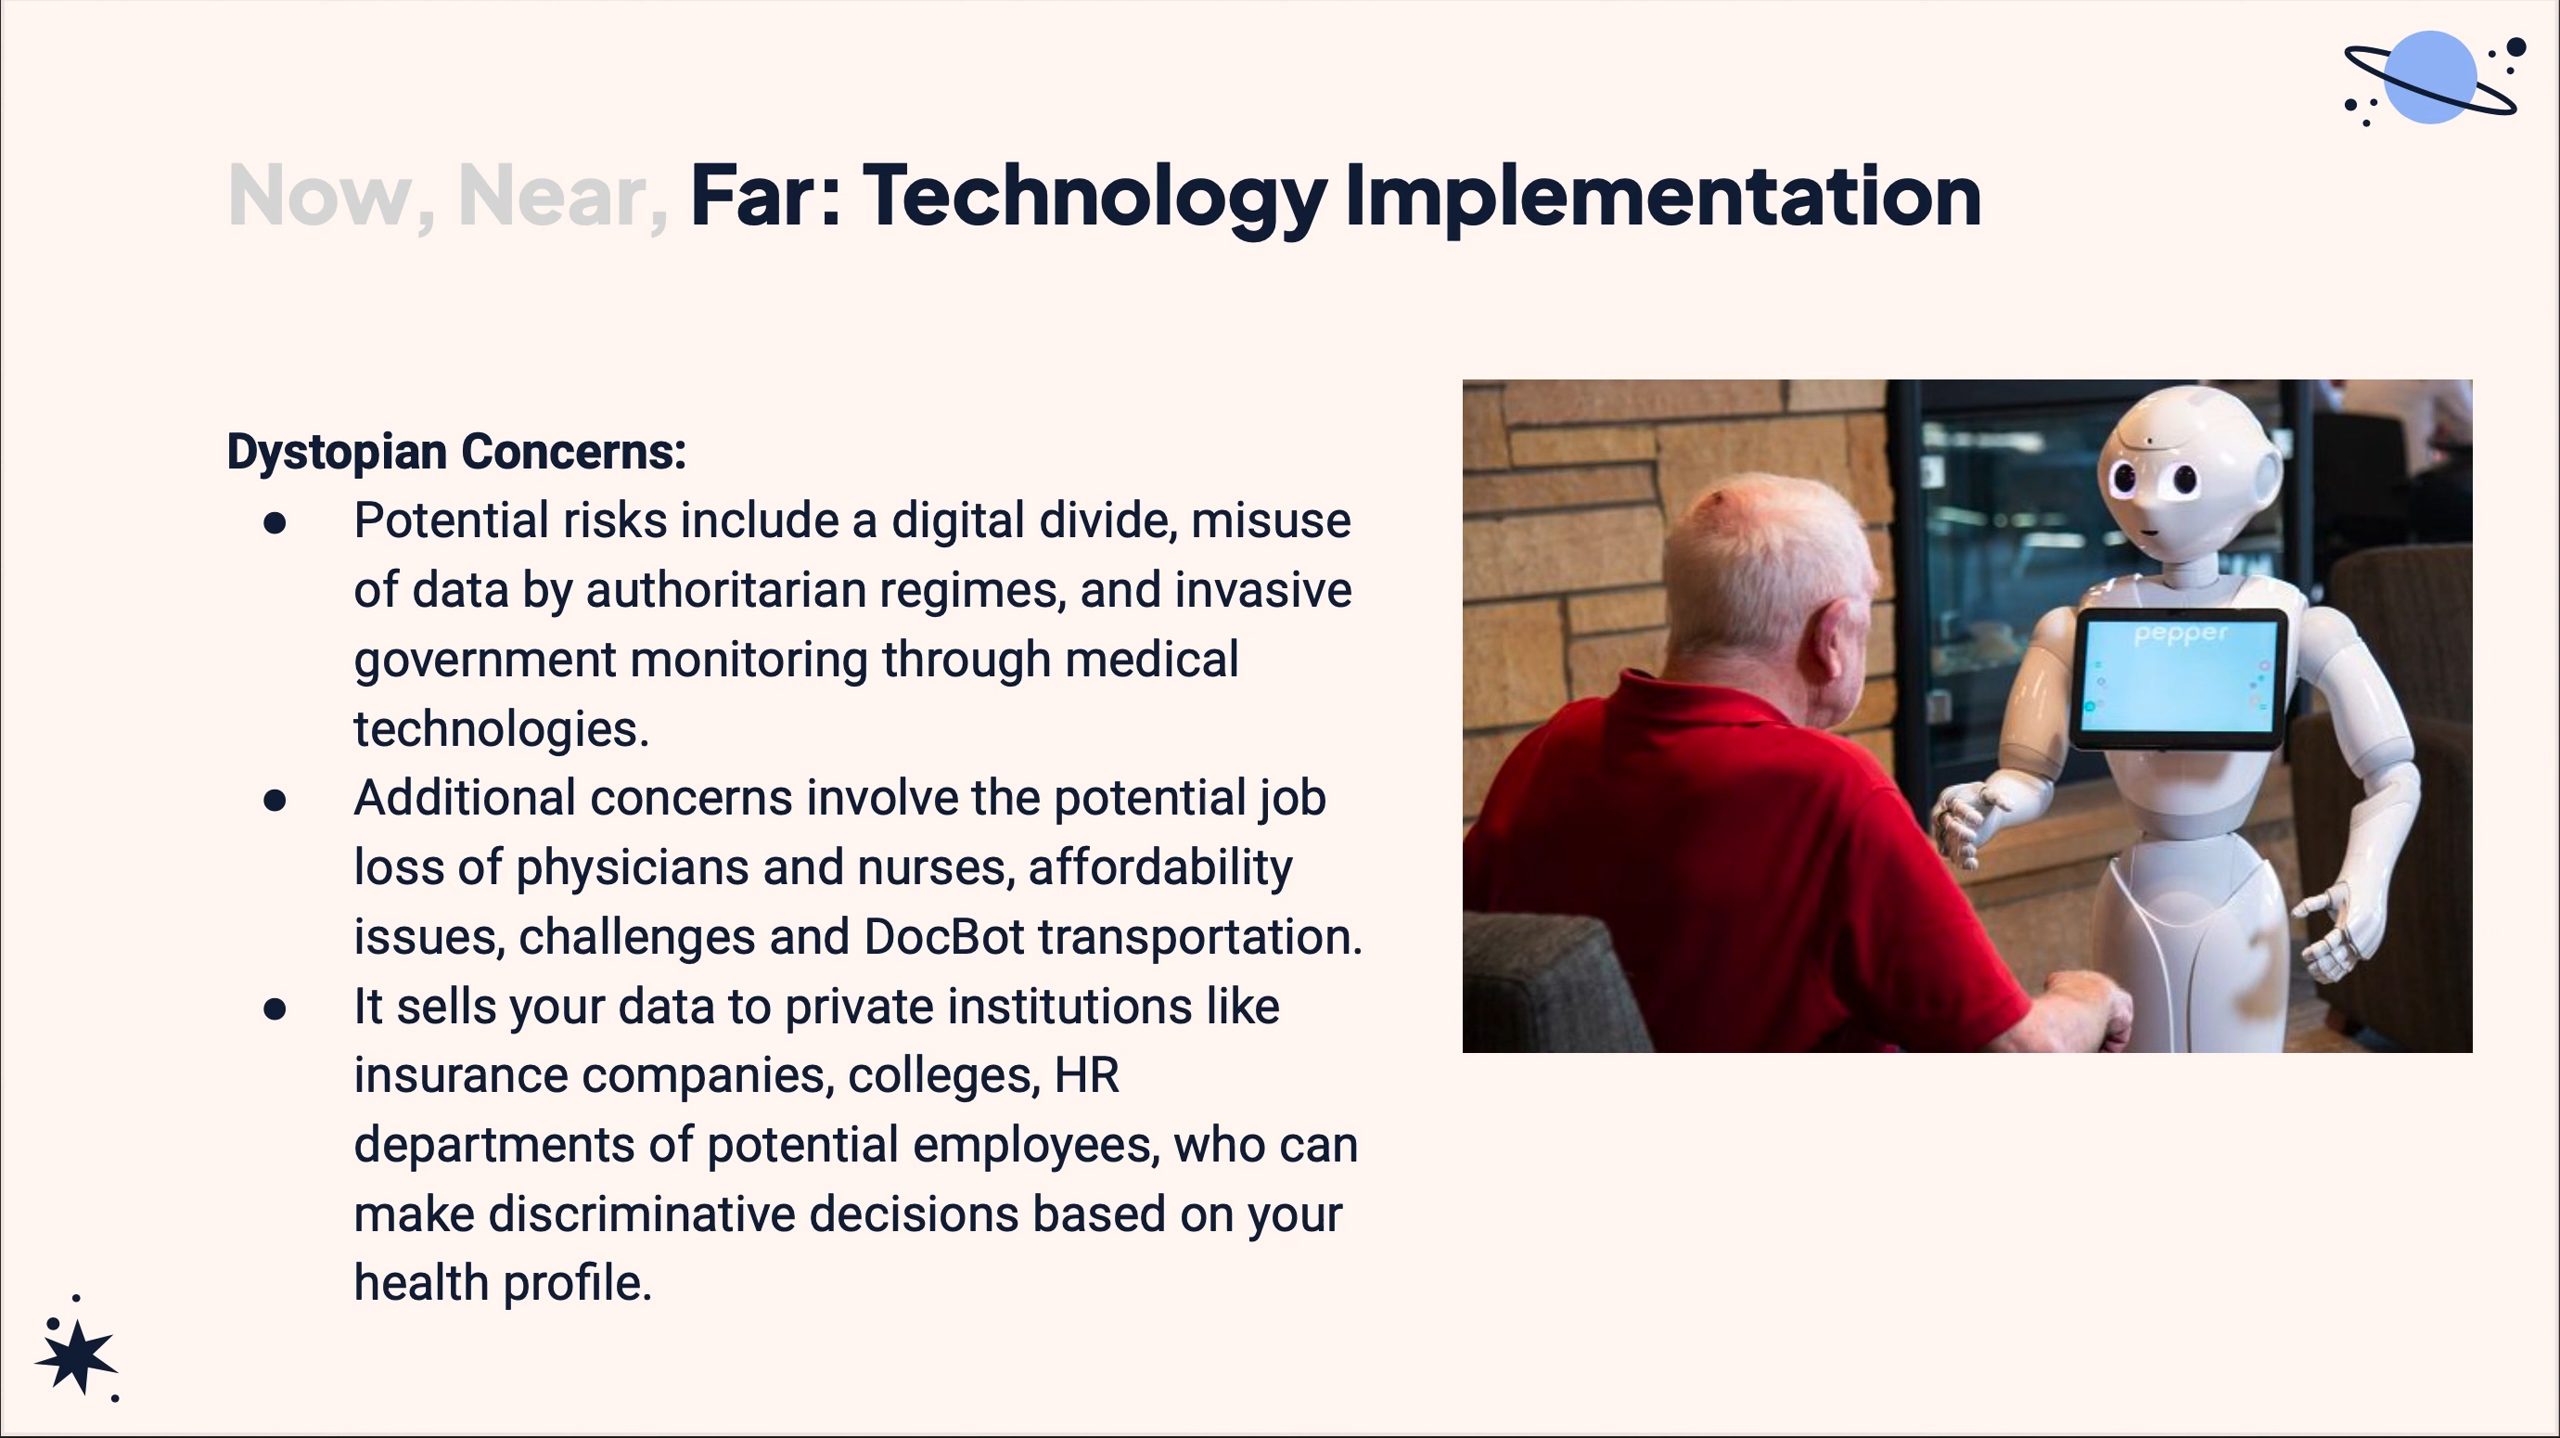 Now, Near, Far: Technology Implementation
Dystopian Concerns:
● Potential risks include a digital divide, misuse
of data by authoritarian regimes, and invasive
government monitoring through medical
technologies.
● Additional concerns involve the potential job
loss of physicians and nurses, affordability
issues, challenges and DocBot transportation.
● It sells your data to private institutions like
insurance companies, colleges, HR
departments of potential employees, who can
make discriminative decisions based on your
health profile.
pepper